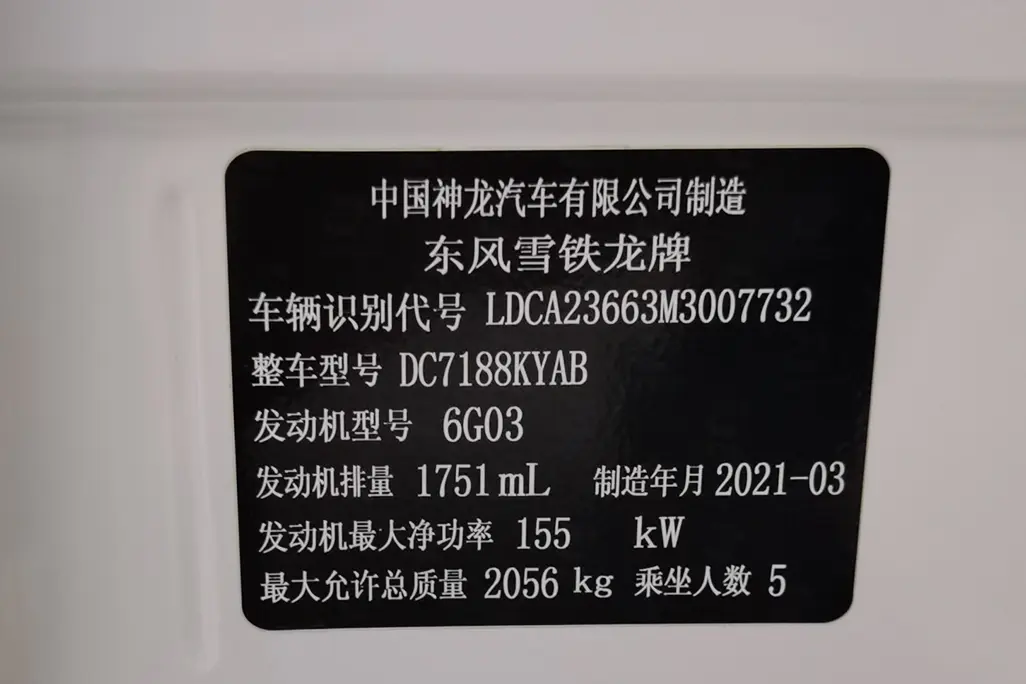 中国神龙汽车有限公司制造
东风雪铁龙牌
车辆识别代号 LDCA23663M3007732
整车型号 DC7188KYAB
发动机型号 6G03
发动机排量 1751 mL 制造年月 2021-03
发动机最大净功率 155 kW
最大允许总质量 2056 kg 乘坐人数 5